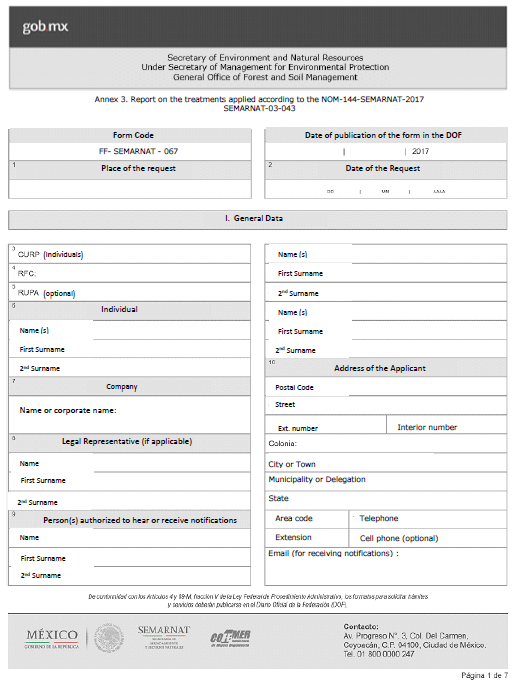 gob mx
Secretary of Environment and Natural Resources
Under Secretary of Management for Environmental Protection
General Office of Forest and Soil Management
Annex 3. Report on the treatments applied according to the NOM-144-SEMARNAT-2017
SEMARNAT-03-043
Form Code
FF- SEMARNAT - 067
1
Place of the request
Date of publication of the form in the DOF
| | 2017
2
Date of the Request
| |
I. General Data
3
CURP (Individuals)
4
RFC:
5
RUPA (optional)
6
Individual
Name (s)
First Surname
2nd Surname
7
Company
Name or corporate name:
8
Legal Representative (if applicable)
Name
First Surname
2nd Surname
9
Person(s) authorized to hear or receive notifications
Name
First Surname
2nd Surname
Name (s)
First Surname
2nd Surname
Name (s)
First Surname
2nd Surname
10
Address of the Applicant
Postal Code
Street
Ext. number
Interior number
Colonia:
City or Town
Municipality or Delegation
State
Area code
Telephone
Extension
Cell phone (optional)
Email (for receiving notifications) :
De conformidad con los Artículos 4 y 69-M, fracción V de la Ley Federal de Procedimiento Administrativo, los formatos para solicitar trámites
y servicios deberán publicarse en el Diario Oficial de la Federación (DOF).
MÉXICO
GOBIERNO DE LA REPÚBLICA
SEMARNAT
SECRETARÍA DE
MEDIO AMBIENTE
Y RECURSOS NATURALES
COFEMER
Contacto:
Av. Progreso N°. 3, Col. Del Carmen,
Coyoacán, C.P. 04100, Ciudad de México.
Tel. 01 800 0000 247
Página 1 de 7